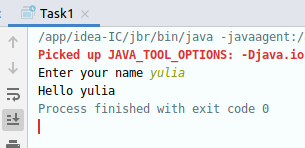 Task1
/app/idea-IC/jbr/bin/java -javaagent:/
Picked up JAVA_TOOL_OPTIONS: -Djava.io
Enter your name yulia
Hello yulia
Process finished with exit code 0